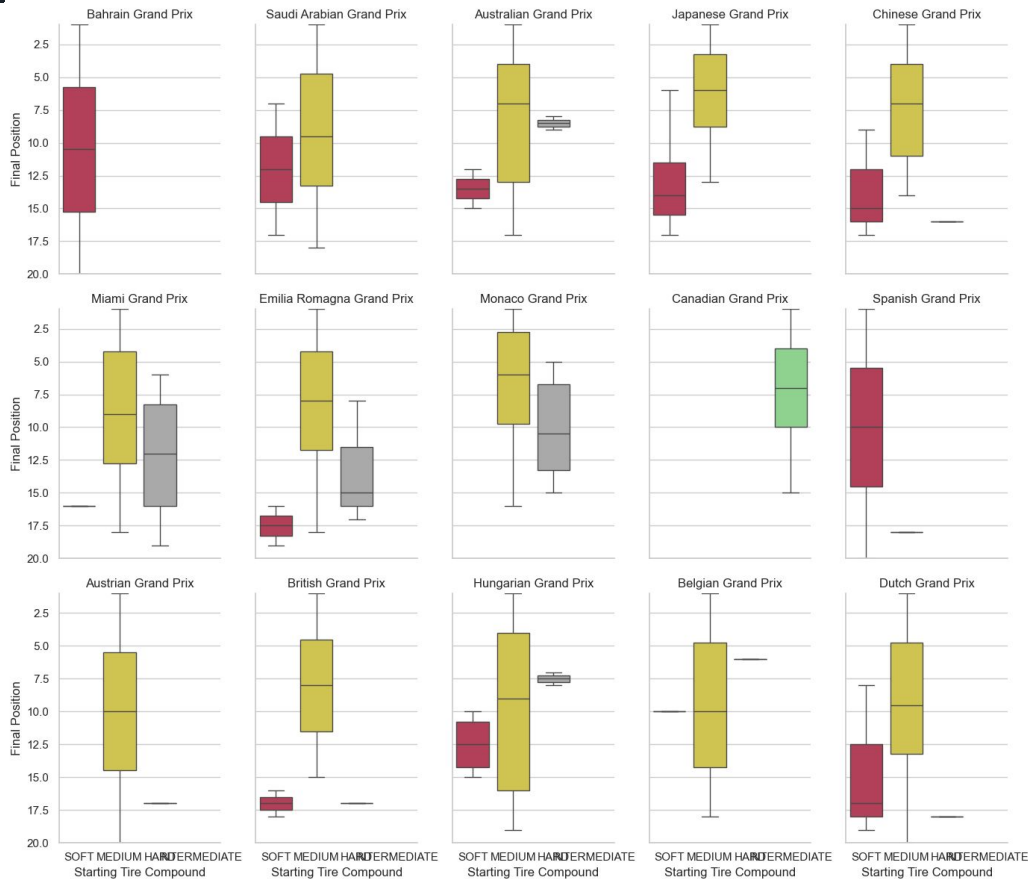 Bahrain Grand Prix
Saudi Arabian Grand Prix
Australian Grand Prix
Japanese Grand Prix
Chinese Grand Prix
Final Position
2.5
5.0
7.5
10.0
12.5
15.0
17.5
20.0
Miami Grand Prix
Emilia Romagna Grand Prix
Monaco Grand Prix
Canadian Grand Prix
Spanish Grand Prix
Final Position
2.5
5.0
7.5
10.0
12.5
15.0
17.5
20.0
Austrian Grand Prix
British Grand Prix
Hungarian Grand Prix
Belgian Grand Prix
Dutch Grand Prix
Final Position
2.5
5.0
7.5
10.0
12.5
15.0
17.5
20.0
SOFT MEDIUM HARD INTERMEDIATE
SOFT MEDIUM HARD INTERMEDIATE
SOFT MEDIUM HARD INTERMEDIATE
SOFT MEDIUM HARD INTERMEDIATE
SOFT MEDIUM HARD INTERMEDIATE
Starting Tire Compound
Starting Tire Compound
Starting Tire Compound
Starting Tire Compound
Starting Tire Compound